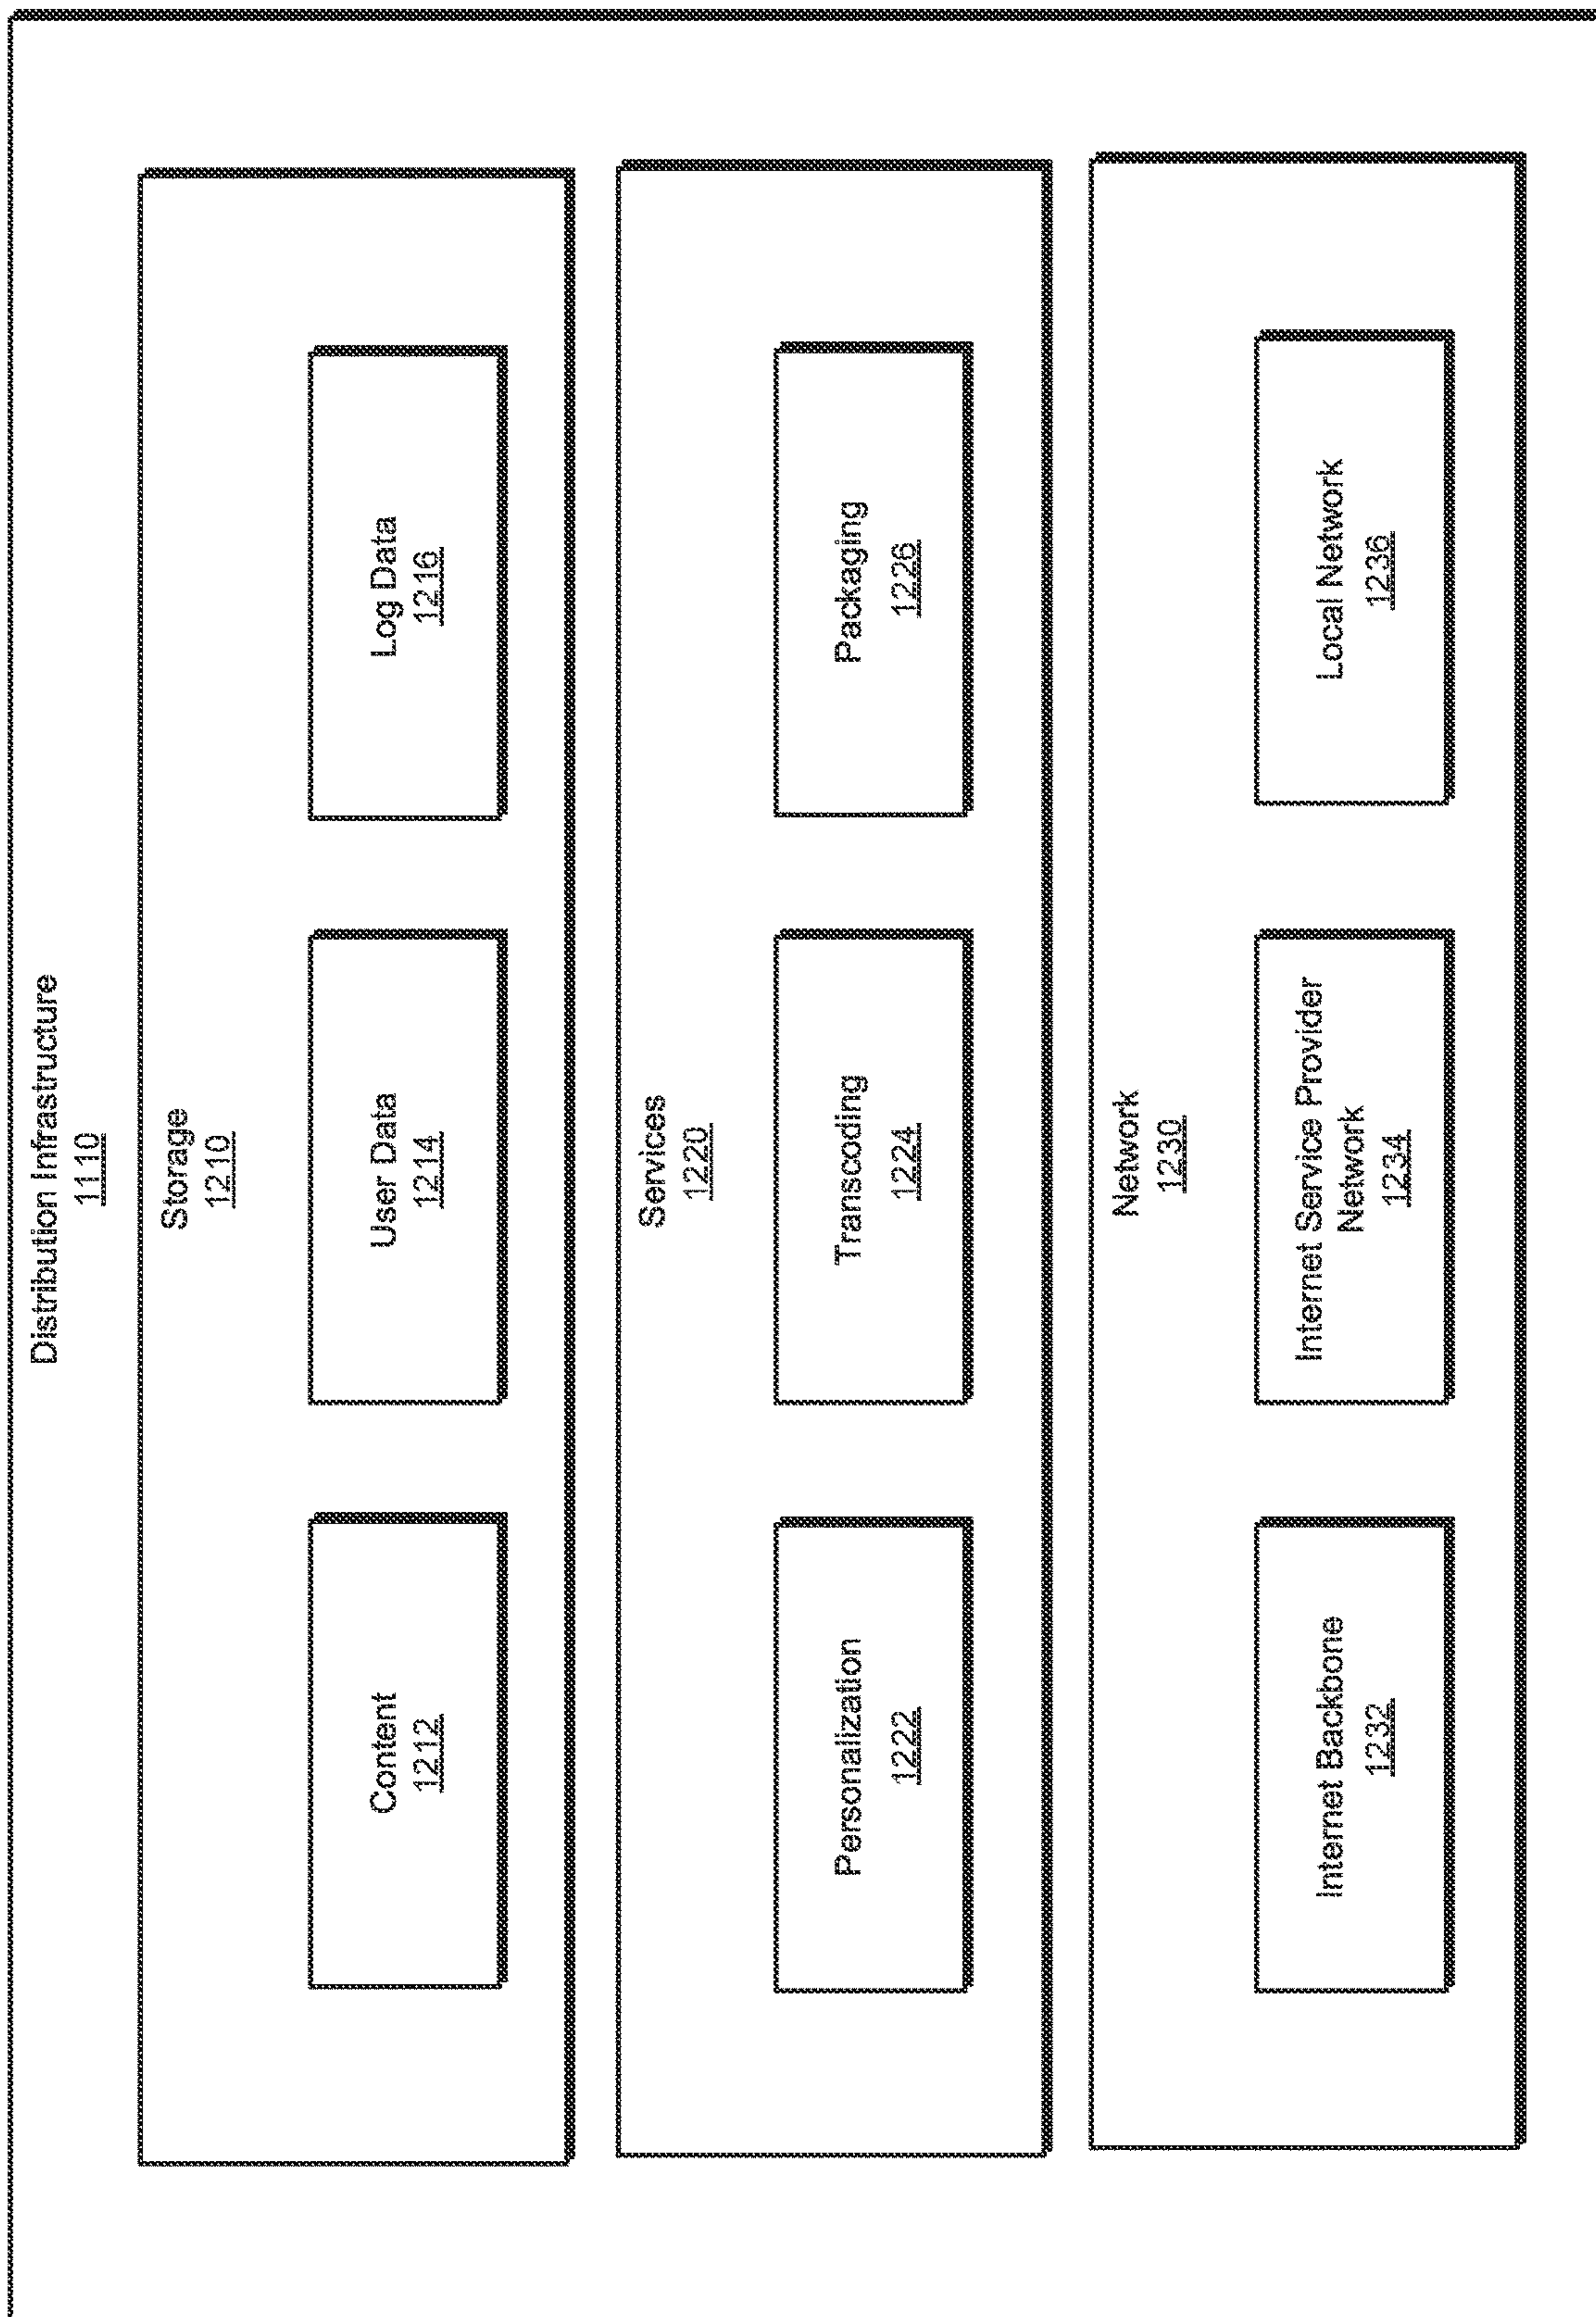 Distribution Infrastructure
1110
Storage
1210
Content
1212
User Data
1214
Log Data
1216
Services
1220
Personalization
1222
Transcoding
1224
Packaging
1226
Network
1230
Internet Backbone
1232
Internet Service Provider
Network
1234
Local Network
1236